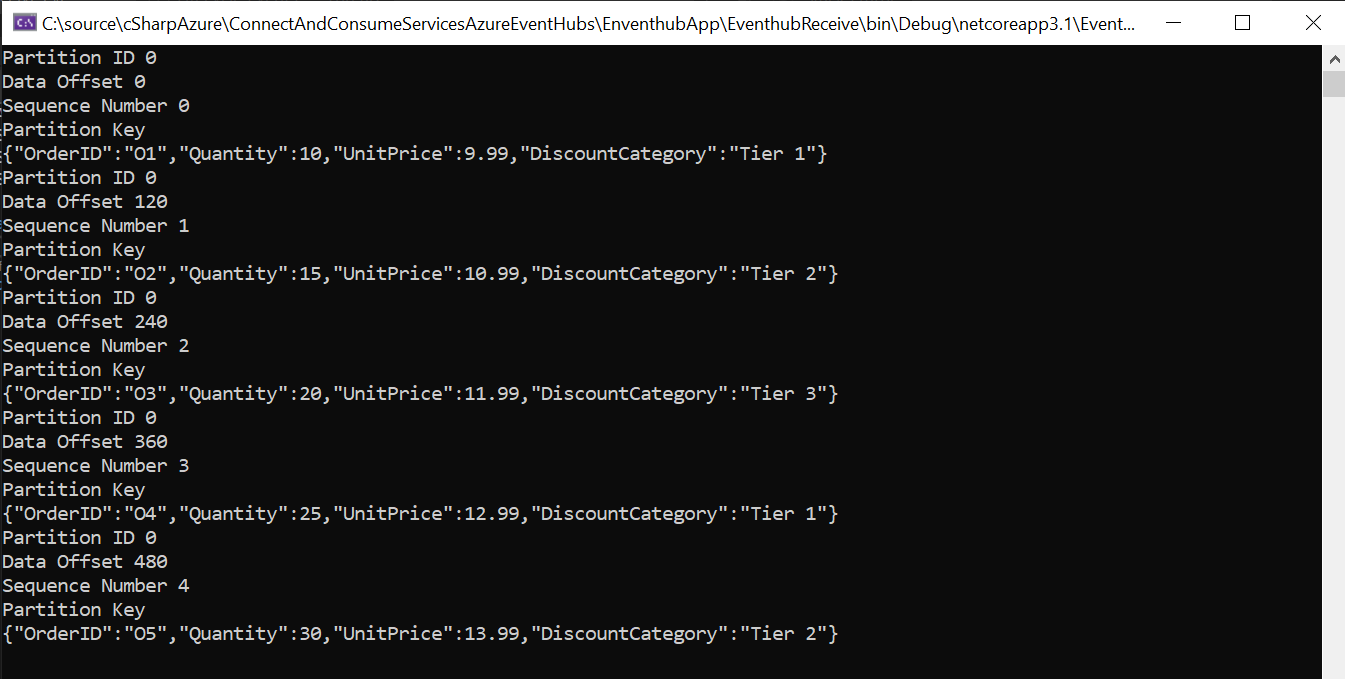 C:\source\cSharpAzure\ConnectAndConsumeServicesAzureEventHubs\EnventhubApp\EventhubReceive\bin\Debug\netcoreapp3.1\Event...
Partition ID 0
Data Offset 0
Sequence Number 0
Partition Key
{"OrderID":"O1","Quantity":10,"UnitPrice":9.99,"DiscountCategory":"Tier 1"}
Partition ID 0
Data Offset 120
Sequence Number 1
Partition Key
{"OrderID":"O2","Quantity":15,"UnitPrice":10.99,"DiscountCategory":"Tier 2"}
Partition ID 0
Data Offset 240
Sequence Number 2
Partition Key
{"OrderID":"O3","Quantity":20,"UnitPrice":11.99,"DiscountCategory":"Tier 3"}
Partition ID 0
Data Offset 360
Sequence Number 3
Partition Key
{"OrderID":"O4","Quantity":25,"UnitPrice":12.99,"DiscountCategory":"Tier 1"}
Partition ID 0
Data Offset 480
Sequence Number 4
Partition Key
{"OrderID":"O5","Quantity":30,"UnitPrice":13.99,"DiscountCategory":"Tier 2"}